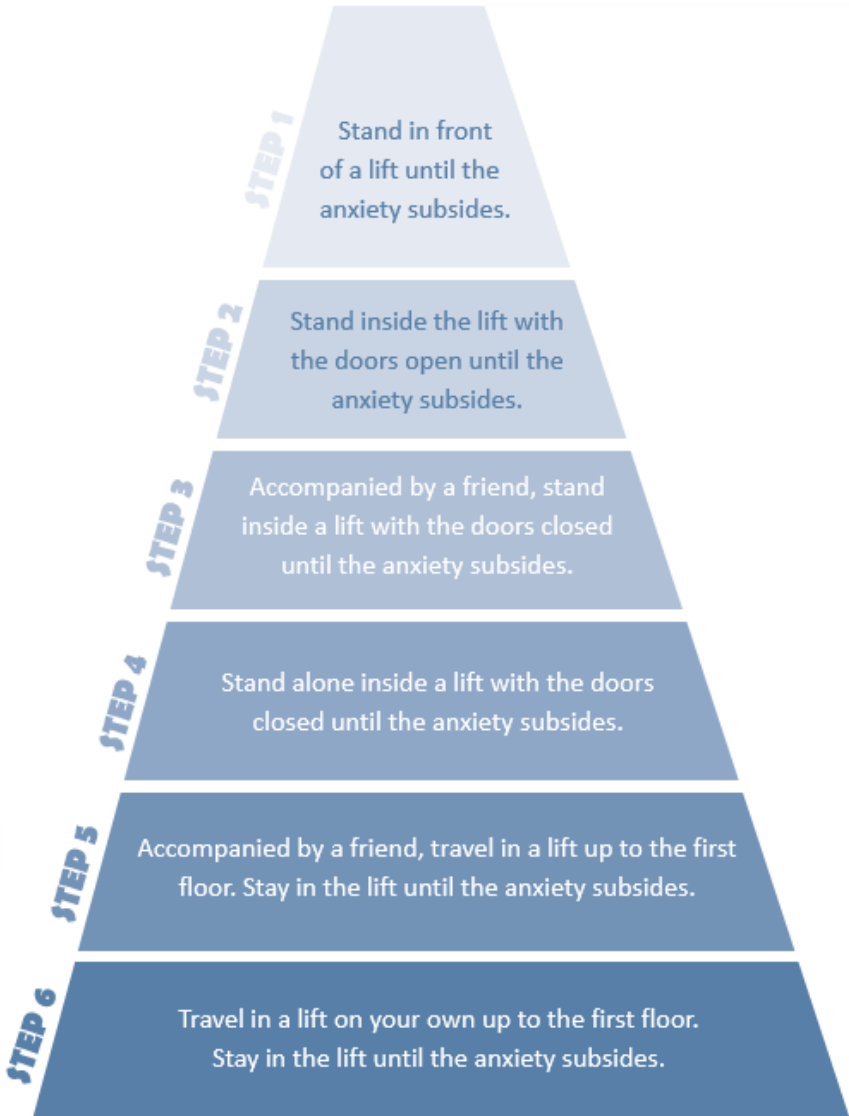 STEP 1
Stand in front
of a lift until the
anxiety subsides.
STEP 2
Stand inside the lift with
the doors open until the
anxiety subsides.
STEP 3
Accompanied by a friend, stand
inside a lift with the doors closed
until the anxiety subsides.
STEP 4
Stand alone inside a lift with the doors
closed until the anxiety subsides.
STEP 5
Accompanied by a friend, travel in a lift up to the first
floor. Stay in the lift until the anxiety subsides.
STEP 6
Travel in a lift on your own up to the first floor.
Stay in the lift until the anxiety subsides.